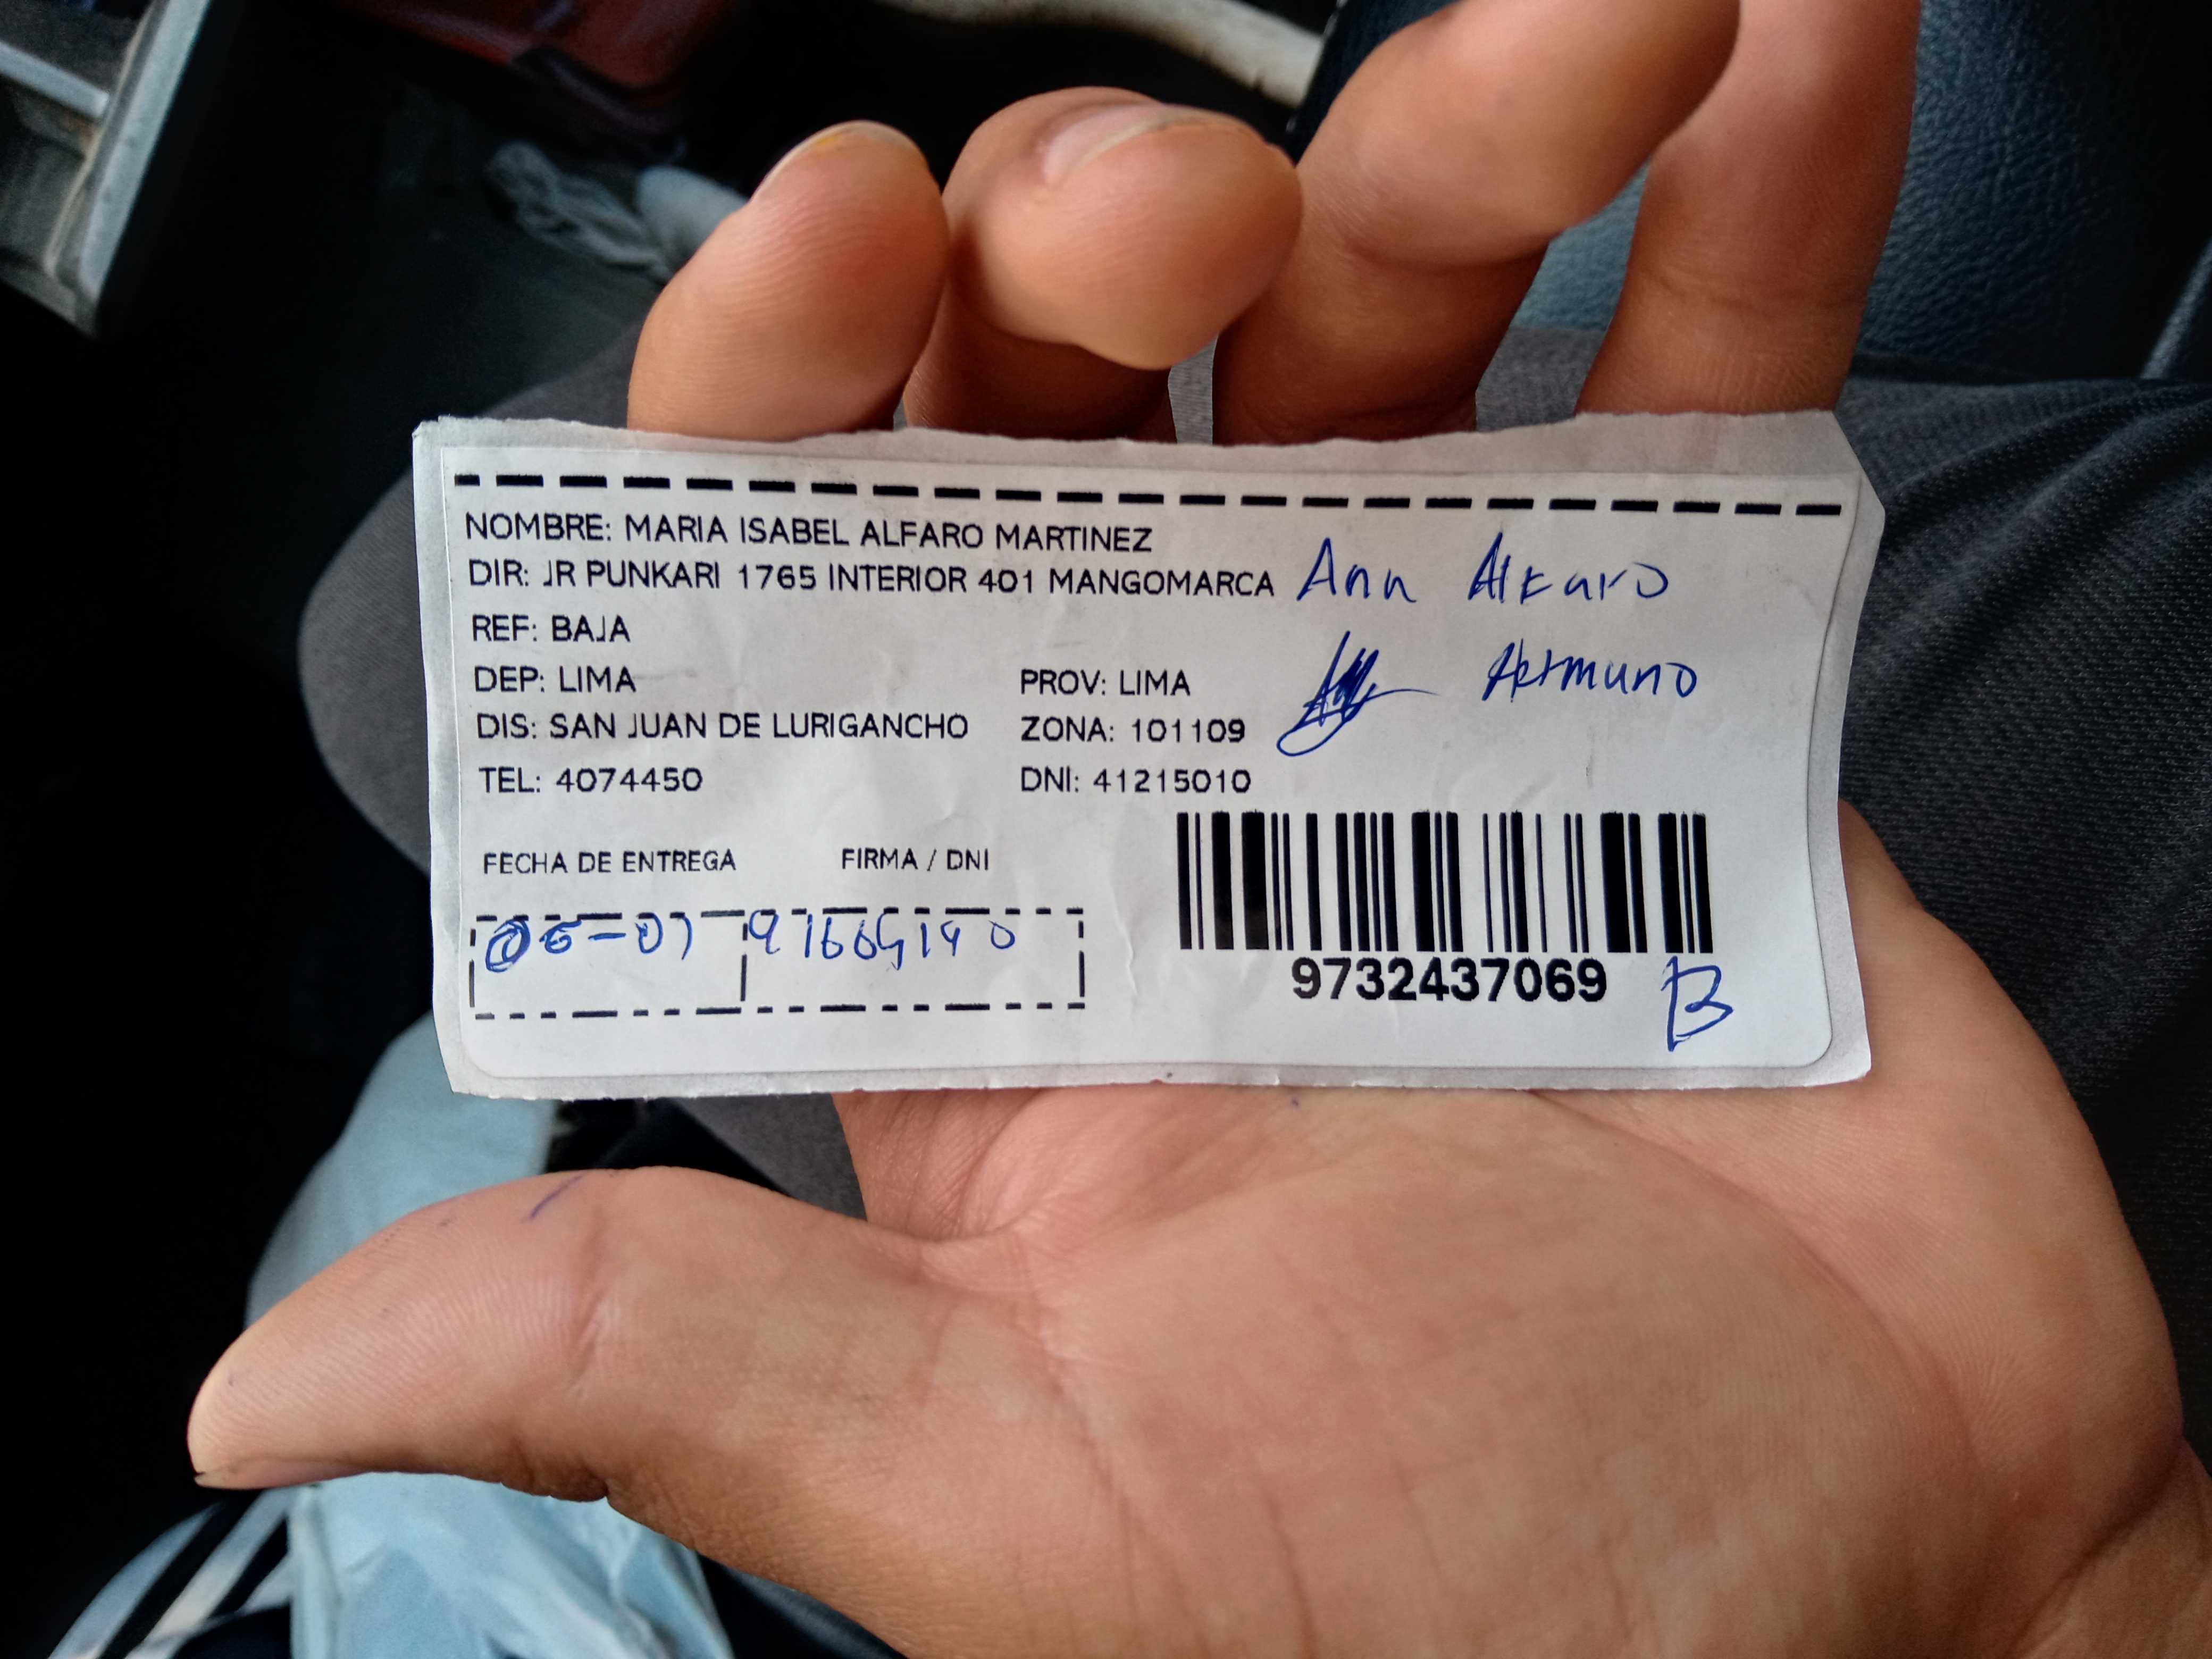 NOMBRE: MARIA ISABEL ALFARO MARTINEZ
DIR: JR PUNKARI 1765 INTERIOR 401 MANGOMARCA Ana Alfaro
REF: BAJA
Hermano
DEP: LIMA PROV: LIMA
DIS: SAN JUAN DE LURIGANCHO ZONA: 101109
TEL: 4074450 DNI: 41215010
FECHA DE ENTREGA FIRMA / DNI
9732437069 B